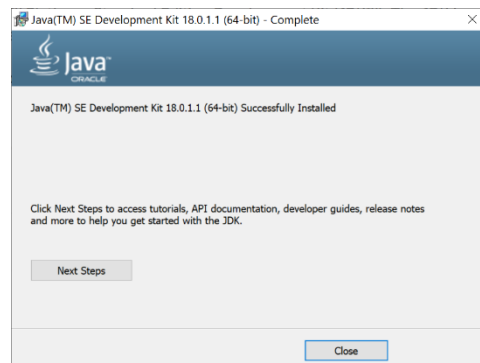 Java(TM) SE Development Kit 18.0.1.1 (64-bit) - Complete
Java™
ORACLE
Java(TM) SE Development Kit 18.0.1.1 (64-bit) Successfully Installed
Click Next Steps to access tutorials, API documentation, developer guides, release notes
and more to help you get started with the JDK.
Next Steps
Close